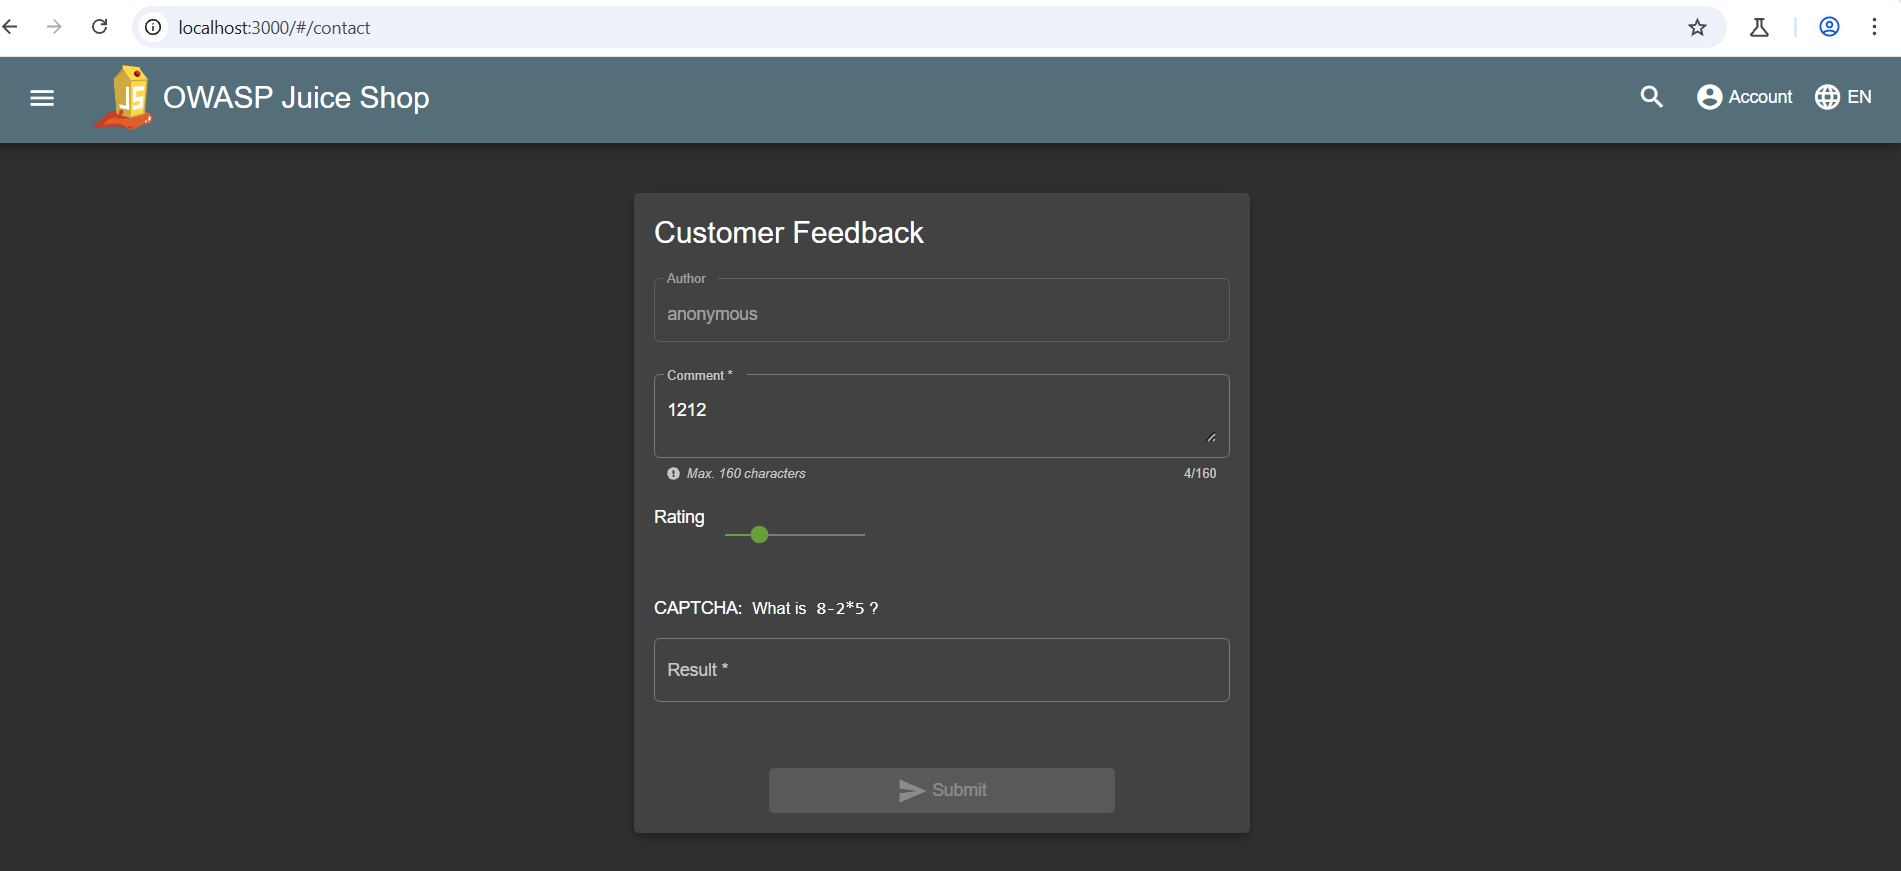 localhost:3000/#/contact
JS
OWASP Juice Shop
Account
EN
Customer Feedback
Author
anonymous
Comment *
1212
Max. 160 characters
4/160
Rating
CAPTCHA: What is 8-2*5 ?
Result *
Submit